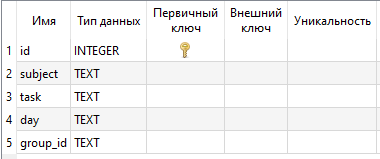 Имя Тип данных Первичный ключ Внешний ключ Уникальность
1 id INTEGER
2 subject TEXT
3 task TEXT
4 day TEXT
5 group_id TEXT